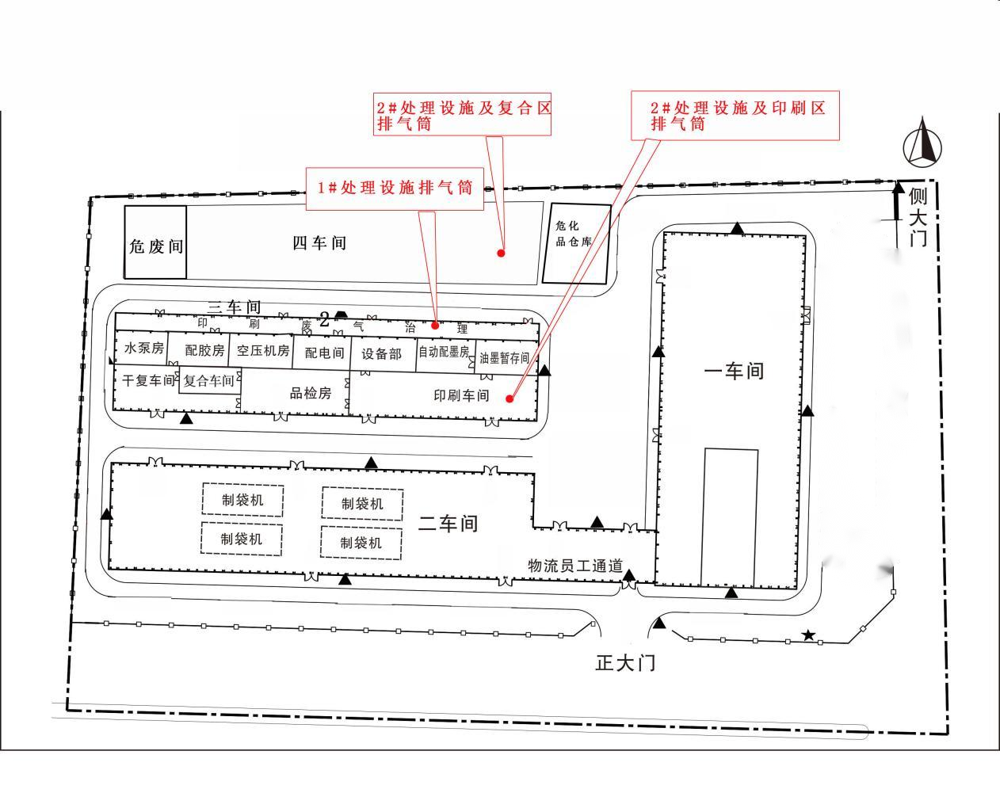 2#处理设施及复合区
排气筒
2#处理设施及印刷区
排气筒
1#处理设施排气筒
侧大门
危废间
四车间
危化
品仓库
三车间
2
印刷废气治理
水泵房
配胶房
空压机房
配电间
设备部
自动配墨房
油墨暂存间
干复车间
复合车间
品检房
印刷车间
一车间
制袋机
制袋机
制袋机
制袋机
二车间
物流员工通道
正大门